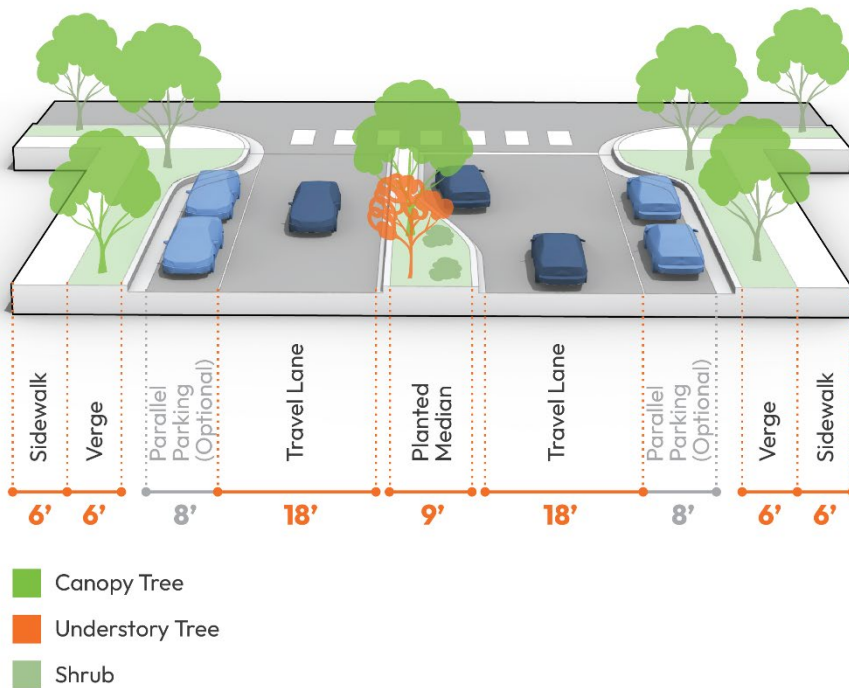 Sidewalk
Verge
Parallel
Parking
(Optional)
Travel Lane
Planted
Median
Travel Lane
Parallel
Parking
(Optional)
Verge
Sidewalk
6’
6’
8’
18’
9’
18’
8’
6’
6’
Canopy Tree
Understory Tree
Shrub